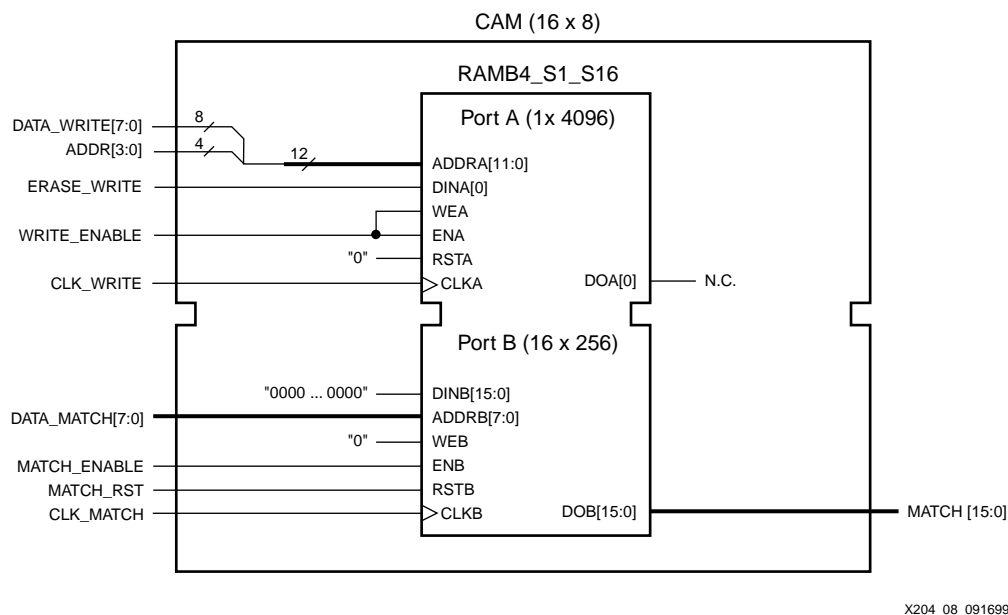 CAM (16 x 8)
RAMB4_S1_S16
Port A (1x 4096)
DATA_WRITE[7:0]
8
ADDR[3:0]
4
12
ADDRA[11:0]
ERASE_WRITE
DINA[0]
WEA
WRITE_ENABLE
ENA
"0"
RSTA
CLK_WRITE
CLKA
DOA[0]
N.C.
Port B (16 x 256)
"0000 ... 0000"
DINB[15:0]
DATA_MATCH[7:0]
ADDRB[7:0]
"0"
WEB
MATCH_ENABLE
ENB
MATCH_RST
RSTB
CLK_MATCH
CLKB
DOB[15:0]
MATCH [15:0]
X204_08_091699